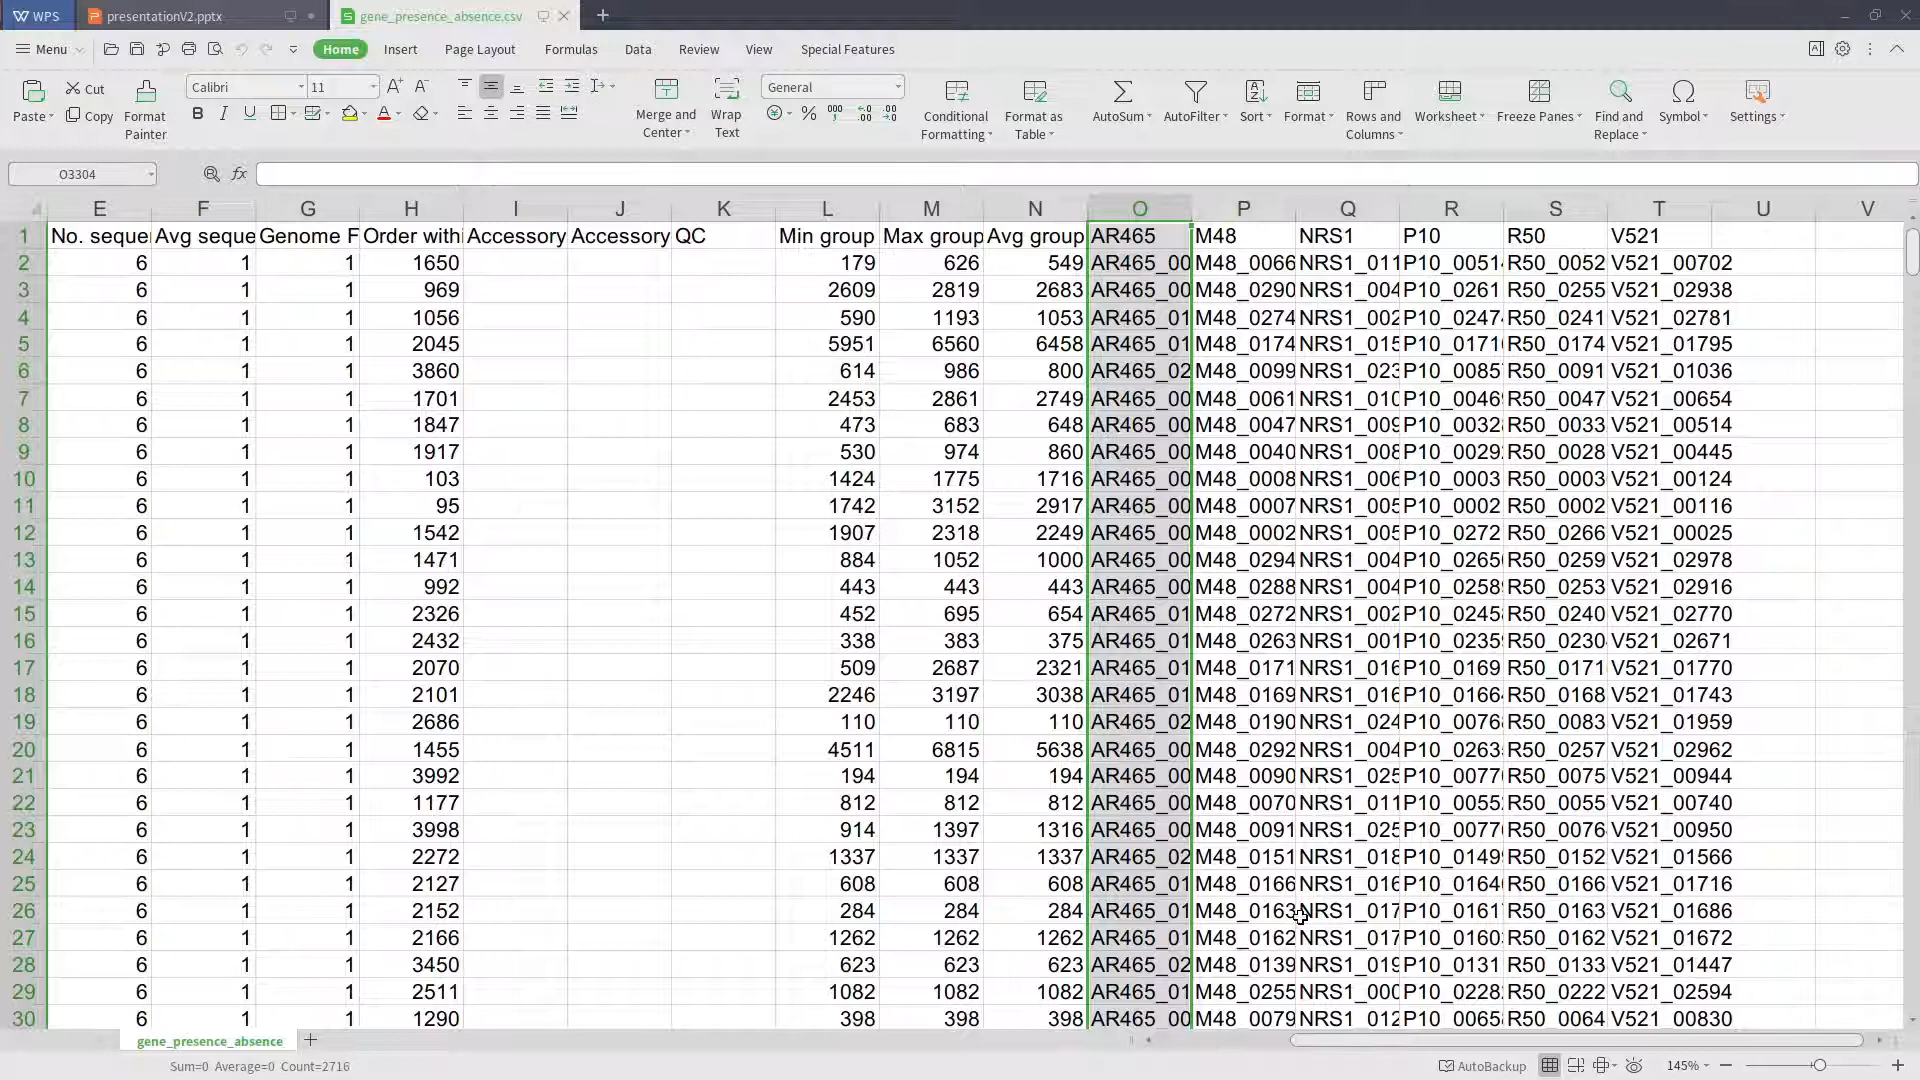 WPS presentationV2.pptx gene_presence_absence.csv
Menu Home Insert Page Layout Formulas Data Review View Special Features
Paste Cut Copy Format Painter Calibri 11 Merge and Center Wrap Text General Conditional Formatting Format as Table AutoSum AutoFilter Sort Format Rows and Columns Worksheet Freeze Panes Find and Replace Symbol Settings
O3304 fx
E F G H I J K L M N O P Q R S T U V
1 No. seque Avg seque Genome F Order with Accessory Accessory QC Min group Max group Avg group AR465 M48 NRS1 P10 R50 V521
2 6 1 1 1650 179 626 549 AR465_00 M48_0066 NRS1_011 P10_0051 R50_0052 V521_00702
3 6 1 1 969 2609 2819 2683 AR465_00 M48_0290 NRS1_004 P10_0261 R50_0255 V521_02938
4 6 1 1 1056 590 1193 1053 AR465_01 M48_0274 NRS1_002 P10_0247 R50_0241 V521_02781
5 6 1 1 2045 5951 6560 6458 AR465_01 M48_0174 NRS1_015 P10_0171 R50_0174 V521_01795
6 6 1 1 3860 614 986 800 AR465_02 M48_0099 NRS1_023 P10_0085 R50_0091 V521_01036
7 6 1 1 1701 2453 2861 2749 AR465_00 M48_0061 NRS1_010 P10_0046 R50_0047 V521_00654
8 6 1 1 1847 473 683 648 AR465_00 M48_0047 NRS1_009 P10_0032 R50_0033 V521_00514
9 6 1 1 1917 530 974 860 AR465_00 M48_0040 NRS1_008 P10_0029 R50_0028 V521_00445
10 6 1 1 103 1424 1775 1716 AR465_00 M48_0008 NRS1_006 P10_0003 R50_0003 V521_00124
11 6 1 1 95 1742 3152 2917 AR465_00 M48_0007 NRS1_005 P10_0002 R50_0002 V521_00116
12 6 1 1 1542 1907 2318 2249 AR465_00 M48_0002 NRS1_005 P10_0272 R50_0266 V521_00025
13 6 1 1 1471 884 1052 1000 AR465_00 M48_0294 NRS1_004 P10_0265 R50_0259 V521_02978
14 6 1 1 992 443 443 443 AR465_00 M48_0288 NRS1_004 P10_0258 R50_0253 V521_02916
15 6 1 1 2326 452 695 654 AR465_01 M48_0272 NRS1_002 P10_0245 R50_0240 V521_02770
16 6 1 1 2432 338 383 375 AR465_01 M48_0263 NRS1_001 P10_0235 R50_0230 V521_02671
17 6 1 1 2070 509 2687 2321 AR465_01 M48_0171 NRS1_016 P10_0169 R50_0171 V521_01770
18 6 1 1 2101 2246 3197 3038 AR465_01 M48_0169 NRS1_016 P10_0166 R50_0168 V521_01743
19 6 1 1 2686 110 110 110 AR465_02 M48_0190 NRS1_024 P10_0076 R50_0083 V521_01959
20 6 1 1 1455 4511 6815 5638 AR465_00 M48_0292 NRS1_004 P10_0263 R50_0257 V521_02962
21 6 1 1 3992 194 194 194 AR465_00 M48_0090 NRS1_025 P10_0077 R50_0075 V521_00944
22 6 1 1 1177 812 812 812 AR465_00 M48_0070 NRS1_011 P10_0055 R50_0055 V521_00740
23 6 1 1 3998 914 1397 1316 AR465_00 M48_0091 NRS1_025 P10_0077 R50_0076 V521_00950
24 6 1 1 2272 1337 1337 1337 AR465_02 M48_0151 NRS1_018 P10_0149 R50_0152 V521_01566
25 6 1 1 2127 608 608 608 AR465_01 M48_0166 NRS1_016 P10_0164 R50_0166 V521_01716
26 6 1 1 2152 284 284 284 AR465_01 M48_0163 NRS1_017 P10_0161 R50_0163 V521_01686
27 6 1 1 2166 1262 1262 1262 AR465_01 M48_0162 NRS1_017 P10_0160 R50_0162 V521_01672
28 6 1 1 3450 623 623 623 AR465_02 M48_0139 NRS1_019 P10_0131 R50_0133 V521_01447
29 6 1 1 2511 1082 1082 1082 AR465_01 M48_0255 NRS1_000 P10_0228 R50_0222 V521_02594
30 6 1 1 1290 398 398 398 AR465_00 M48_0079 NRS1_012 P10_0065 R50_0064 V521_00830
gene_presence_absence
Sum=0 Average=0 Count=2716 AutoBackup 145%